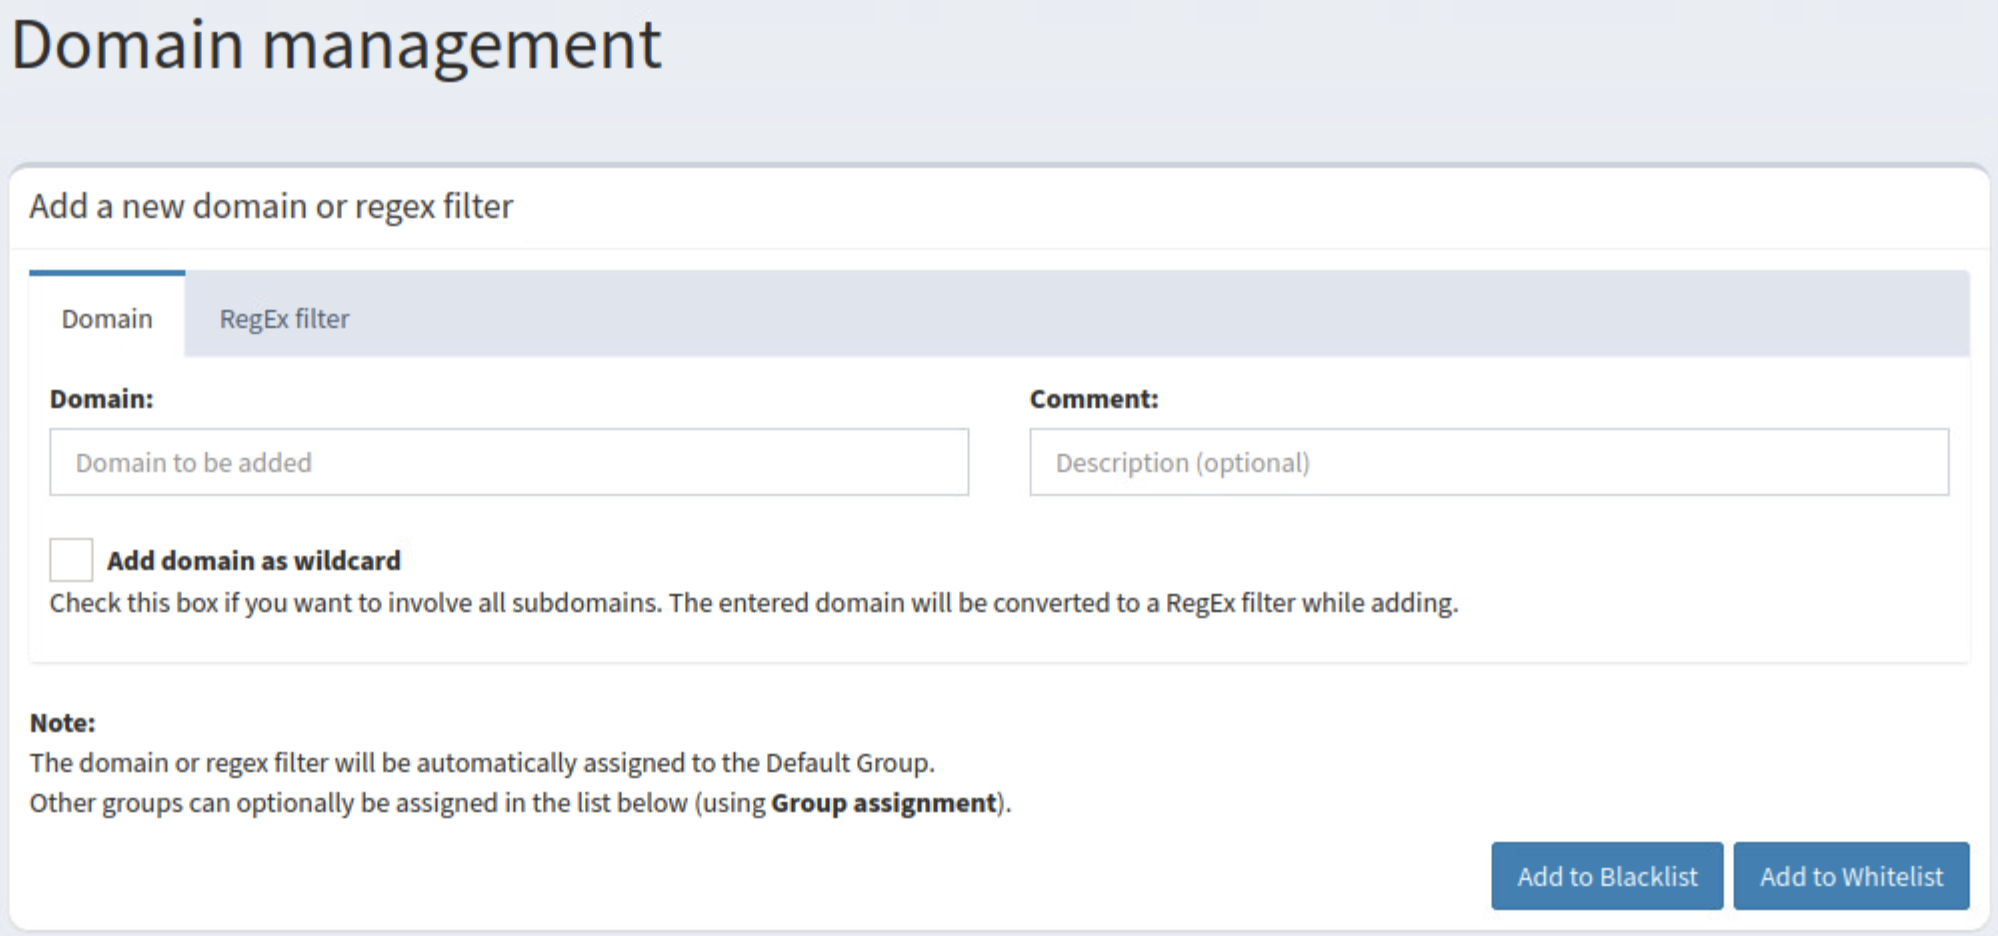 Domain management
Add a new domain or regex filter
Domain
RegEx filter
Domain:
Comment:
Domain to be added
Description (optional)
Add domain as wildcard
Check this box if you want to involve all subdomains. The entered domain will be converted to a RegEx filter while adding.
Note:
The domain or regex filter will be automatically assigned to the Default Group.
Other groups can optionally be assigned in the list below (using Group assignment).
Add to Blacklist
Add to Whitelist